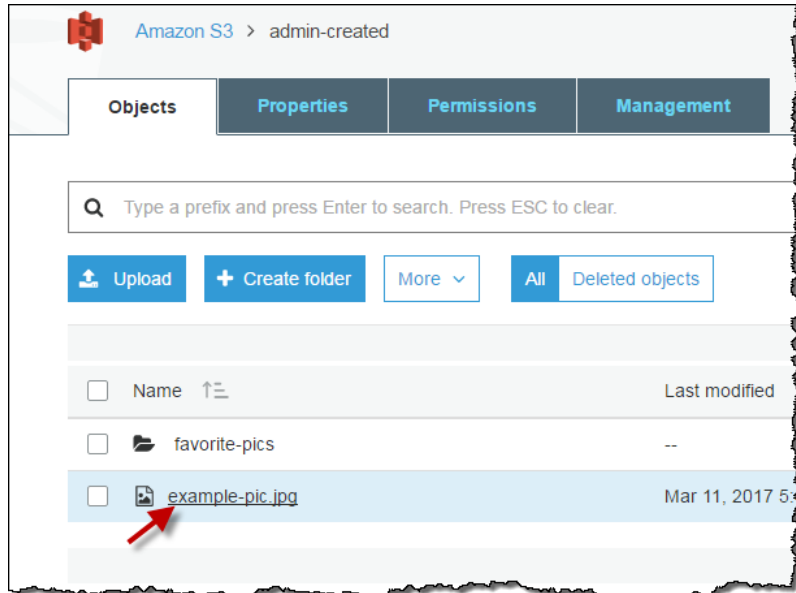 Amazon S3 > admin-created
Objects Properties Permissions Management
Type a prefix and press Enter to search. Press ESC to clear.
Upload + Create folder More All Deleted objects
Name Last modified
favorite-pics --
example-pic.jpg Mar 11, 2017 5: